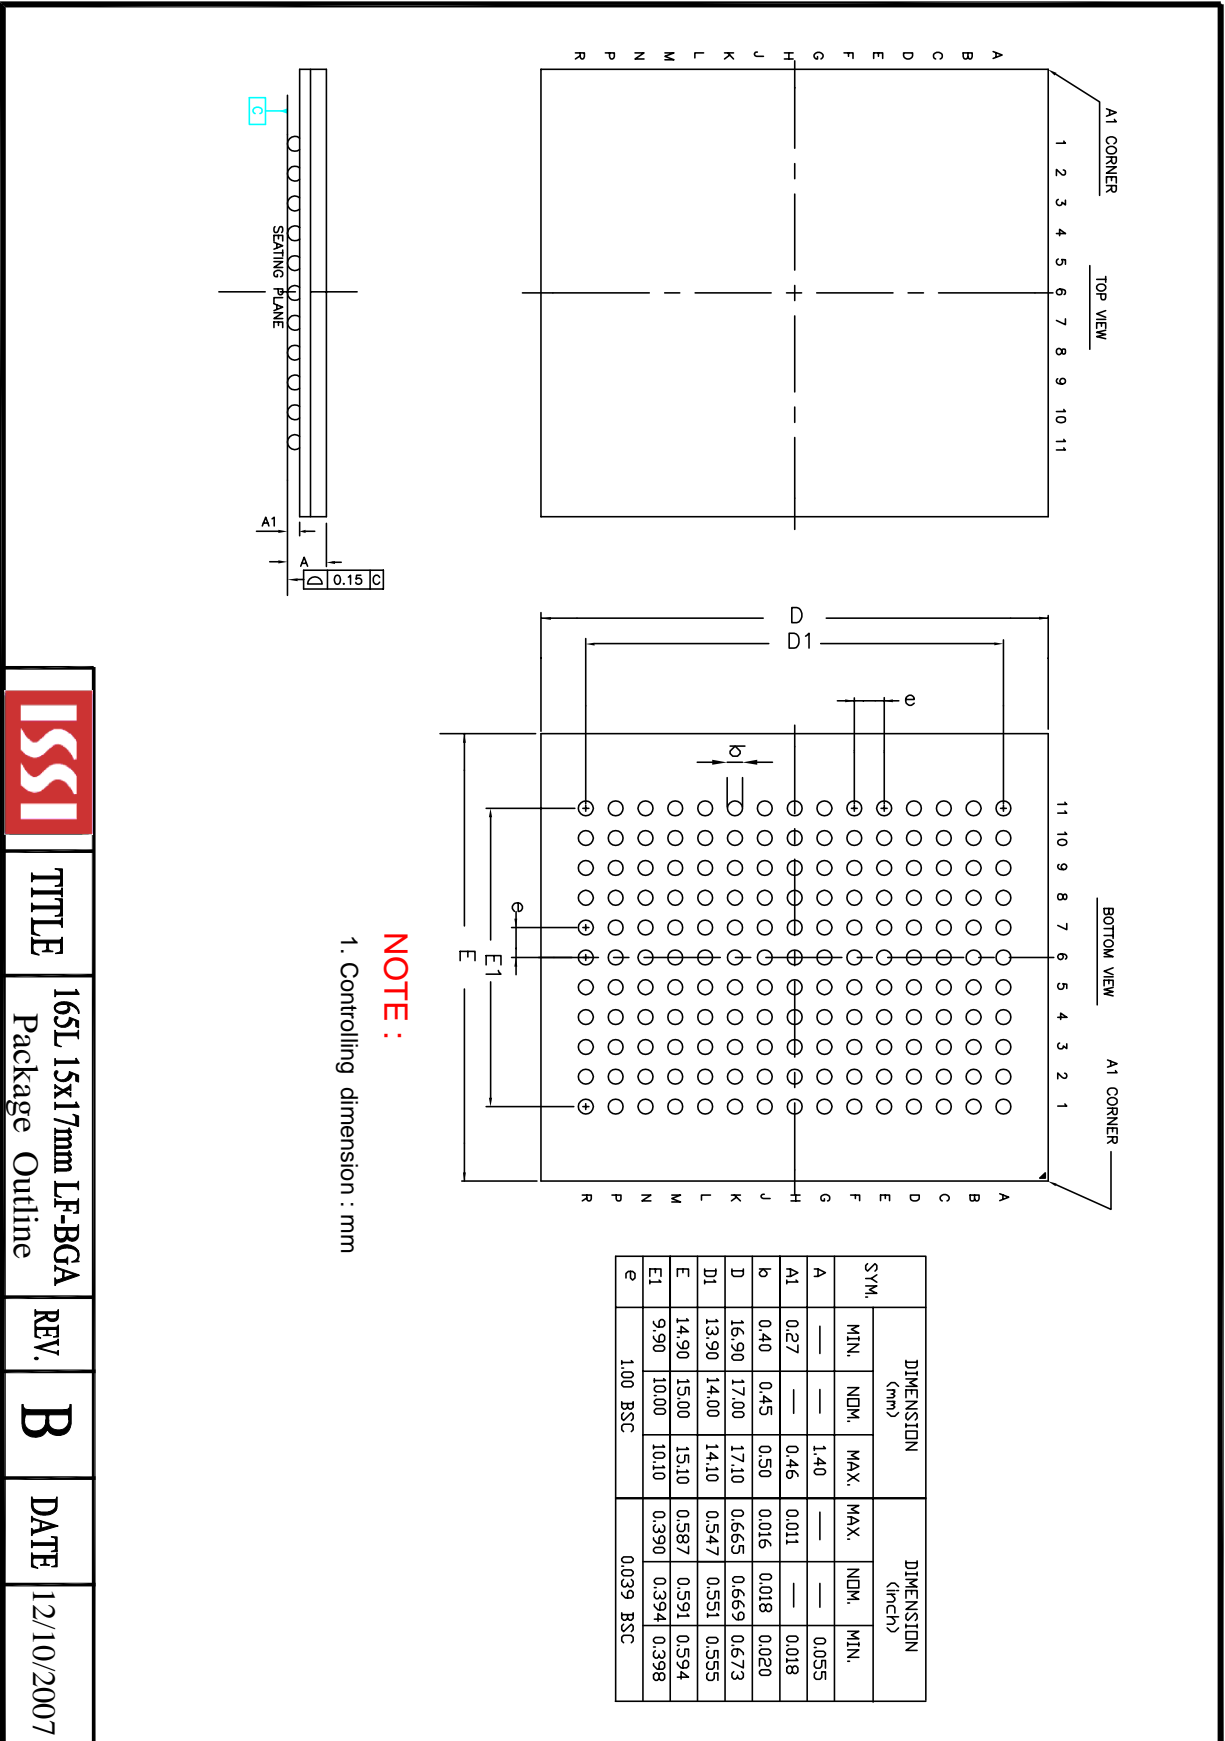 A1 CORNER
TOP VIEW
1 2 3 4 5 6 7 8 9 10 11
A
B
C
D
E
F
G
H
J
K
L
M
N
P
R
BOTTOM VIEW
A1 CORNER
11 10 9 8 7 6 5 4 3 2 1
A
B
C
D
E
F
G
H
J
K
L
M
N
P
R
e
D
D1
b
e
E1
E
C
SEATING PLANE
A1
A
0.15 C
SYM. DIMENSION (mm) DIMENSION (inch)
MIN. NOM. MAX. MAX. NOM. MIN.
A — — 1.40 — — 0.055
A1 0.27 — 0.46 0.011 — 0.018
b 0.40 0.45 0.50 0.016 0.018 0.020
D 16.90 17.00 17.10 0.665 0.669 0.673
D1 13.90 14.00 14.10 0.547 0.551 0.555
E 14.90 15.00 15.10 0.587 0.591 0.594
E1 9.90 10.00 10.10 0.390 0.394 0.398
e 1.00 BSC 0.039 BSC
NOTE :
1. Controlling dimension : mm
ISSI
TITLE
165L 15x17mm LF-BGA
Package Outline
REV.
B
DATE
12/10/2007